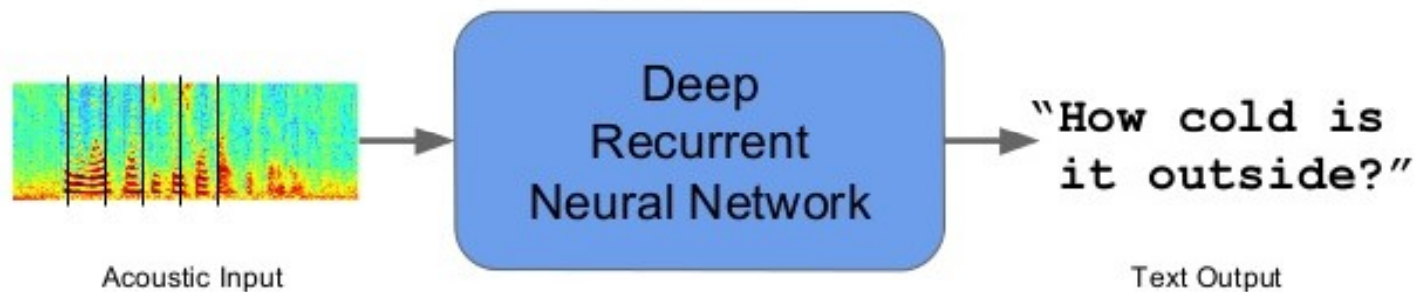 Deep
Recurrent
Neural Network
“How cold is
it outside?”
Acoustic Input
Text Output